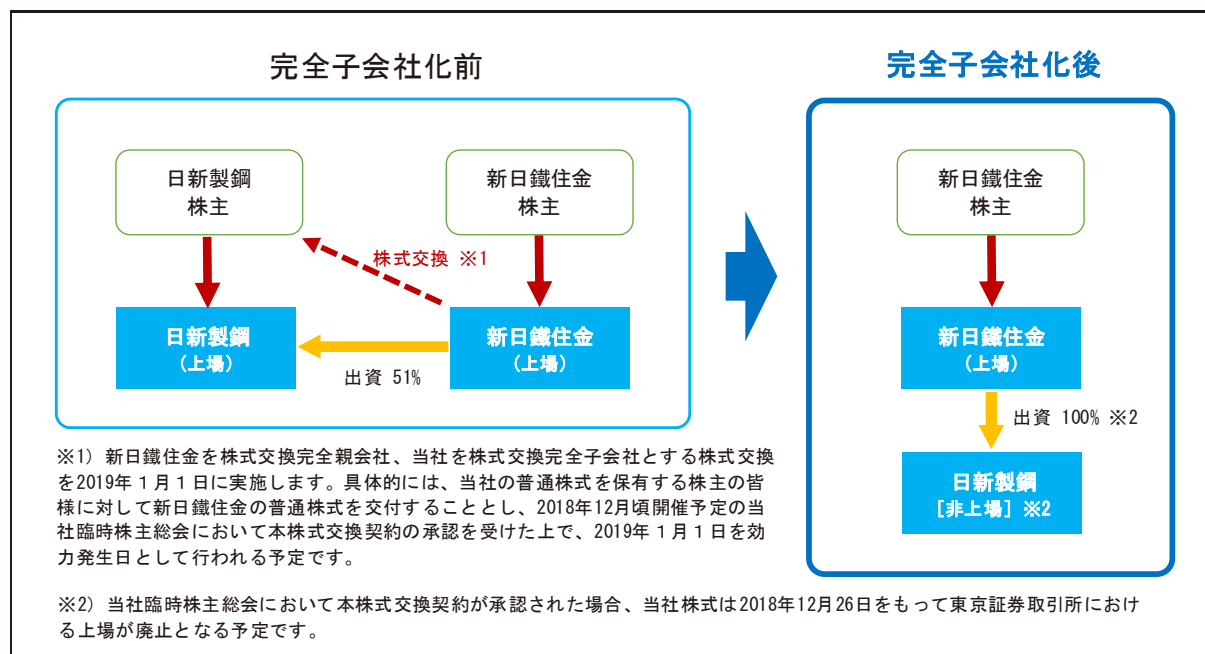 完全子会社化前
日新製鋼
株主
新日鐵住金
株主
株式交換 ※1
日新製鋼
(上場)
新日鐵住金
(上場)
出資 51%
完全子会社化後
新日鐵住金
株主
新日鐵住金
(上場)
出資 100% ※2
日新製鋼
[非上場] ※2
※1) 新日鐵住金を株式交換完全親会社、当社を株式交換完全子会社とする株式交換
を2019年1月1日に実施します。具体的には、当社の普通株式を保有する株主の皆
様に対して新日鐵住金の普通株式を交付することとし、2018年12月頃開催予定の当
社臨時株主総会において本株式交換契約の承認を受けた上で、2019年1月1日を効
力発生日として行われる予定です。
※2) 当社臨時株主総会において本株式交換契約が承認された場合、当社株式は2018年12月26日をもって東京証券取引所におけ
る上場が廃止となる予定です。